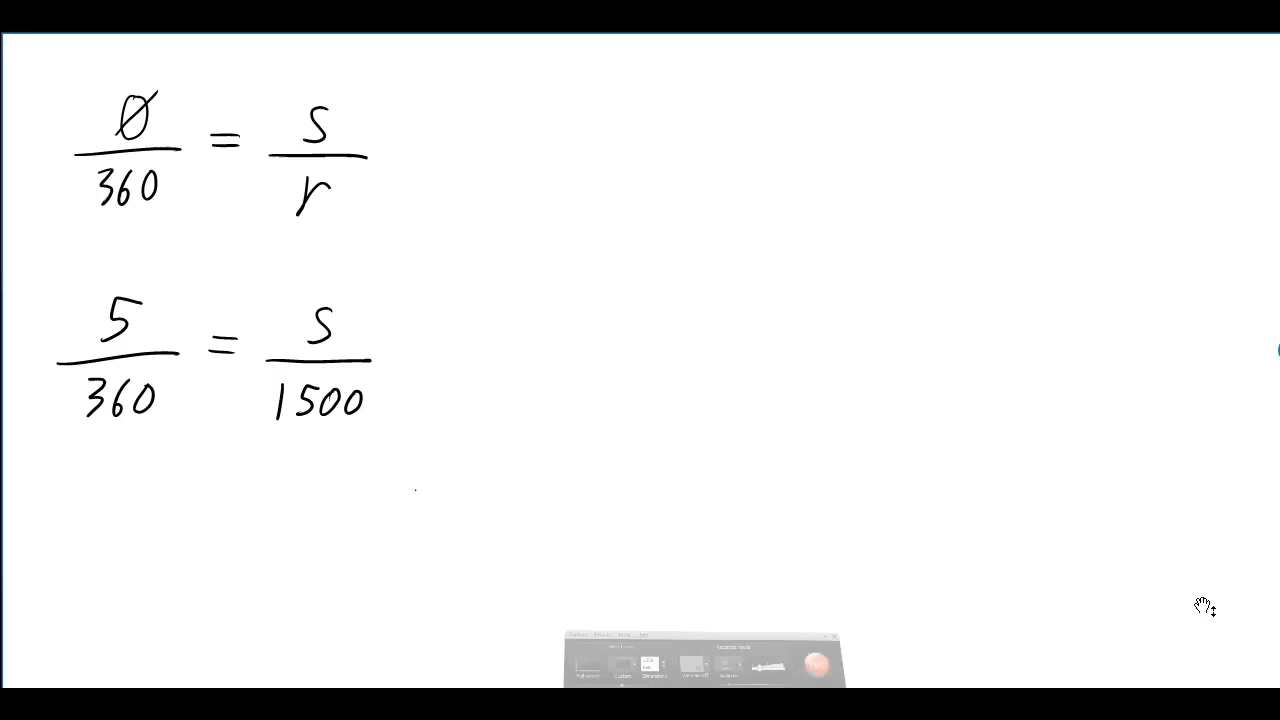 Ø/360 = s/r
5/360 = s/1500